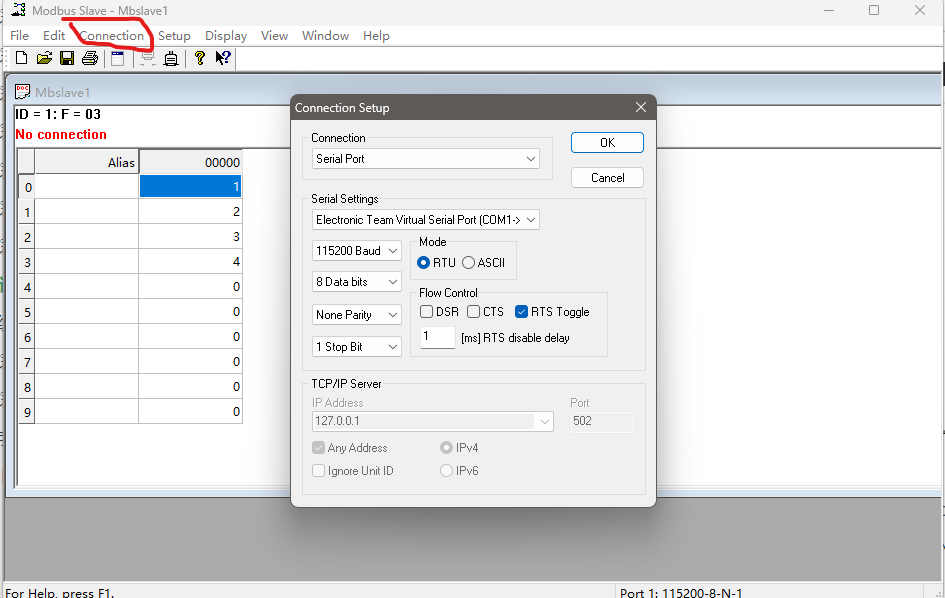 Modbus Slave - Mbslave1
File Edit Connection Setup Display View Window Help
Mbslave1
ID = 1: F = 03
No connection
Alias 00000
0 1
1 2
2 3
3 4
4 0
5 0
6 0
7 0
8 0
9 0
Connection Setup
Connection
Serial Port
OK
Cancel
Serial Settings
Electronic Team Virtual Serial Port (COM1->
115200 Baud
Mode
RTU ASCII
8 Data bits
Flow Control
None Parity
DSR CTS RTS Toggle
1 [ms] RTS disable delay
1 Stop Bit
TCP/IP Server
IP Address Port
127.0.0.1 502
Any Address IPv4
Ignore Unit ID IPv6
For Help, press F1.
Port 1: 115200-8-N-1